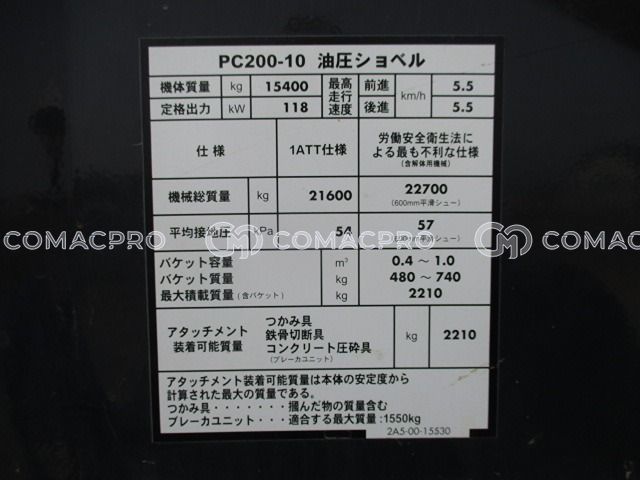 PC200-10 油圧ショベル
機体質量 kg 15400 最高走行速度 前進 km/h 5.5
定格出力 kW 118 後進 5.5
仕様 1ATT仕様 労働安全衛生法による最も不利な仕様
(含解体用機械)
機械総質量 kg 21600 22700
(600mm平滑シュー)
平均接地圧 kPa 54 57
(600mm平滑シュー)
COMACPRO COMACPRO COMACPRO
バケット容量 m³ 0.4～1.0
バケット質量 kg 480～740
最大積載質量(含バケット) kg 2210
アタッチメント装着可能質量 つかみ具 kg 2210
鉄骨切断具
コンクリート圧砕具
(ブレーカユニット)
アタッチメント装着可能質量は本体の安定度から
計算された最大の質量である。
つかみ具・・・・・・・掴んだ物の質量含む
ブレーカユニット・・・適合する最大質量:1550kg
2A5-00-15530